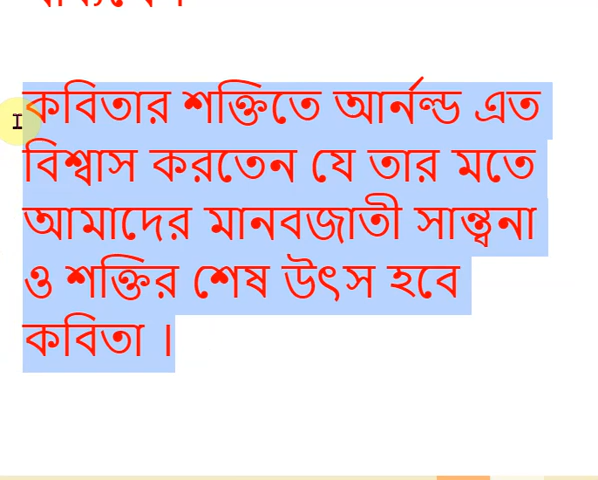 কবিতার শক্তিতে আর্নল্ড এত
বিশ্বাস করতেন যে তার মতে
আমাদের মানবজাতী সান্ত্বনা
ও শক্তির শেষ উৎস হবে
কবিতা ।